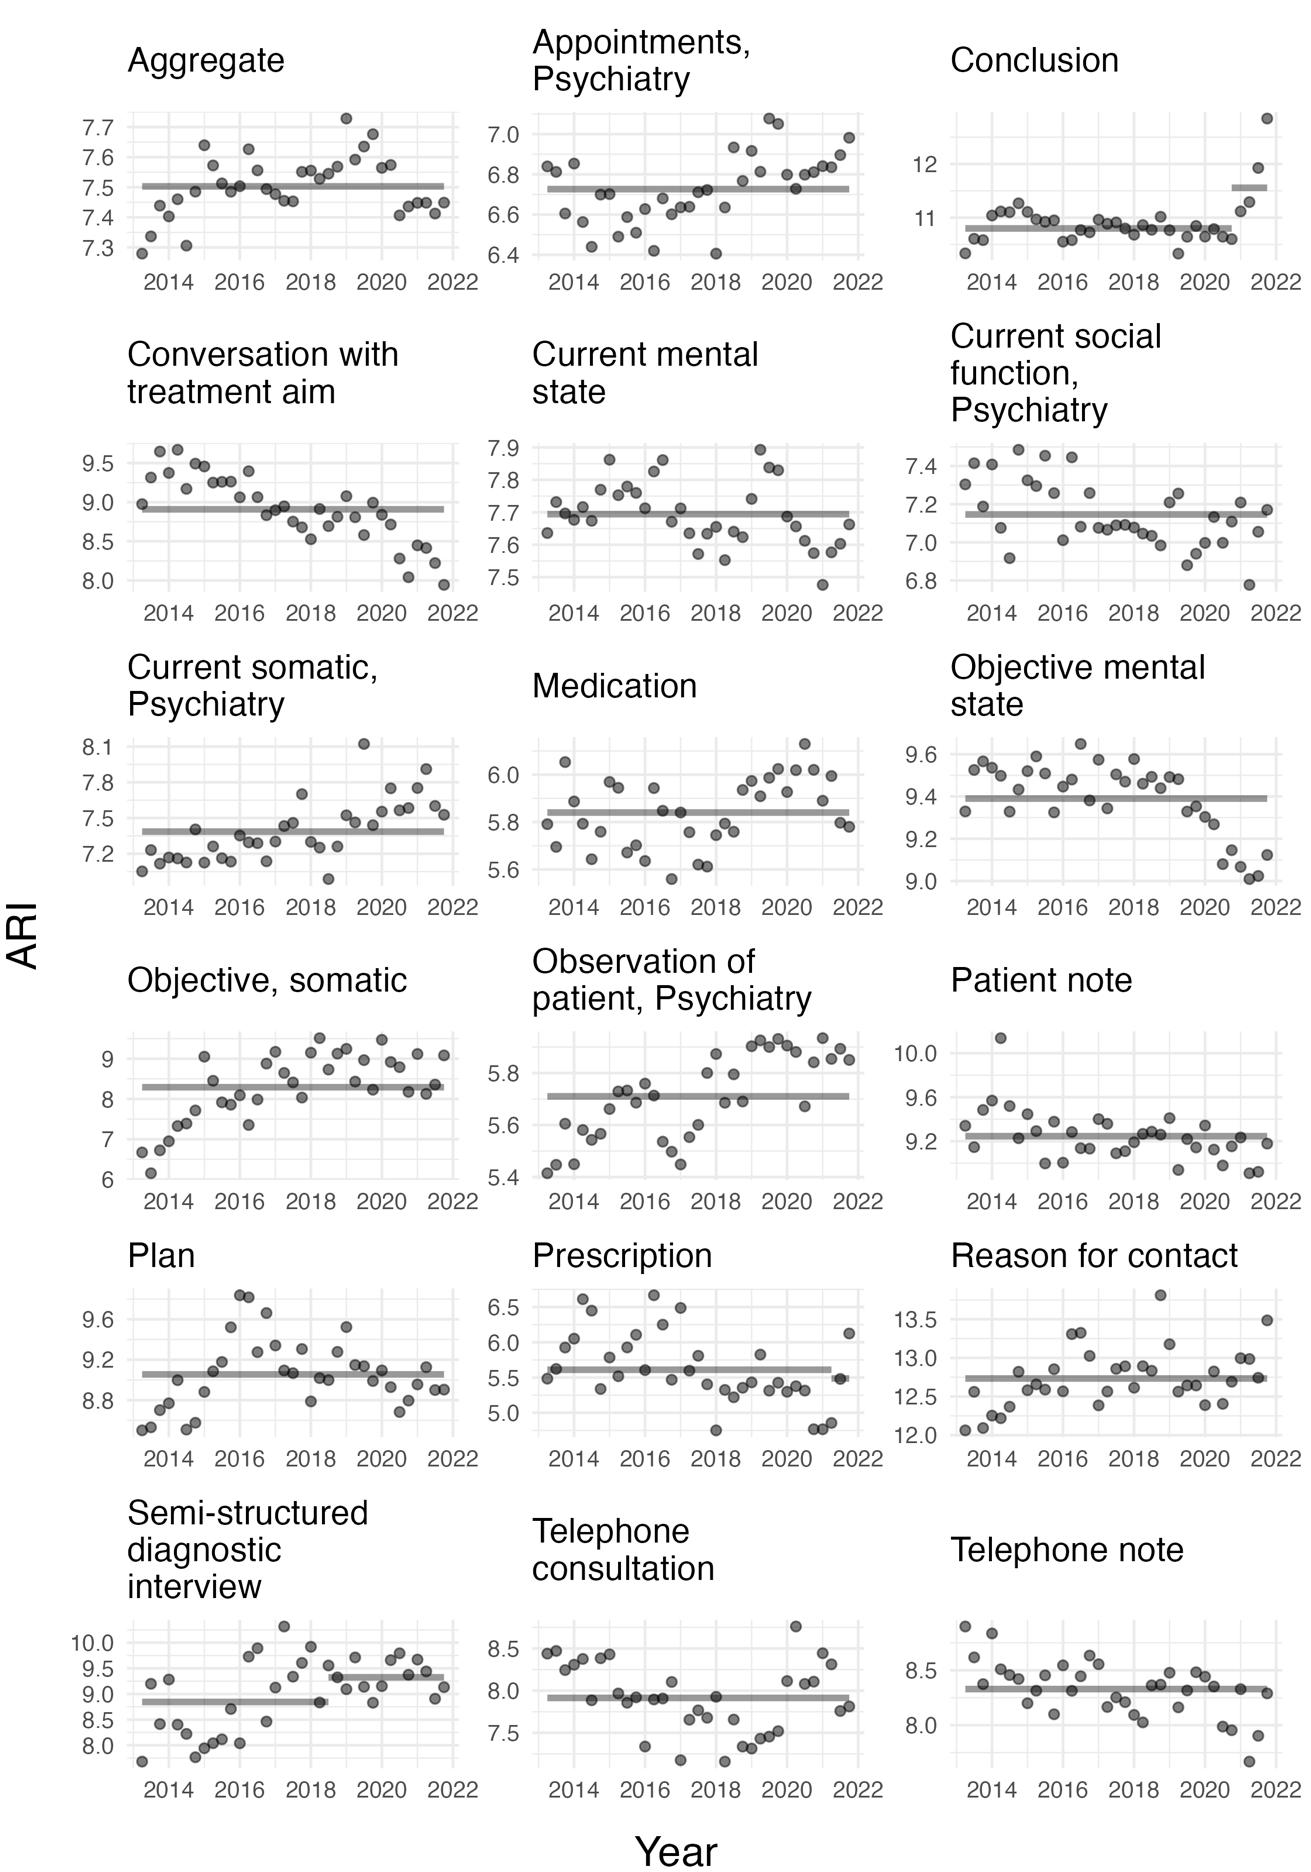 Aggregate
7.7
7.6
7.5
7.4
7.3
2014 2016 2018 2020 2022
Appointments,
Psychiatry
7.0
6.8
6.6
6.4
2014 2016 2018 2020 2022
Conclusion
12
11
2014 2016 2018 2020 2022
Conversation with
treatment aim
9.5
9.0
8.5
8.0
2014 2016 2018 2020 2022
Current mental
state
7.9
7.8
7.7
7.6
7.5
2014 2016 2018 2020 2022
Current social
function,
Psychiatry
7.4
7.2
7.0
6.8
2014 2016 2018 2020 2022
Current somatic,
Psychiatry
8.1
7.8
7.5
7.2
2014 2016 2018 2020 2022
Medication
6.0
5.8
5.6
2014 2016 2018 2020 2022
Objective mental
state
9.6
9.4
9.2
9.0
2014 2016 2018 2020 2022
ARI
Objective, somatic
9
8
7
6
2014 2016 2018 2020 2022
Observation of
patient, Psychiatry
5.8
5.6
5.4
2014 2016 2018 2020 2022
Patient note
10.0
9.6
9.2
2014 2016 2018 2020 2022
Plan
9.6
9.2
8.8
2014 2016 2018 2020 2022
Prescription
6.5
6.0
5.5
5.0
2014 2016 2018 2020 2022
Reason for contact
13.5
13.0
12.5
12.0
2014 2016 2018 2020 2022
Semi-structured
diagnostic
interview
10.0
9.5
9.0
8.5
8.0
2014 2016 2018 2020 2022
Telephone
consultation
8.5
8.0
7.5
2014 2016 2018 2020 2022
Telephone note
8.5
8.0
2014 2016 2018 2020 2022
Year